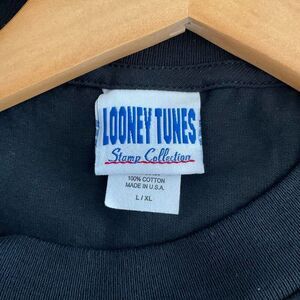 LOONEY TUNES
Stamp Collection
100% COTTON
MADE IN U.S.A.
L / XL